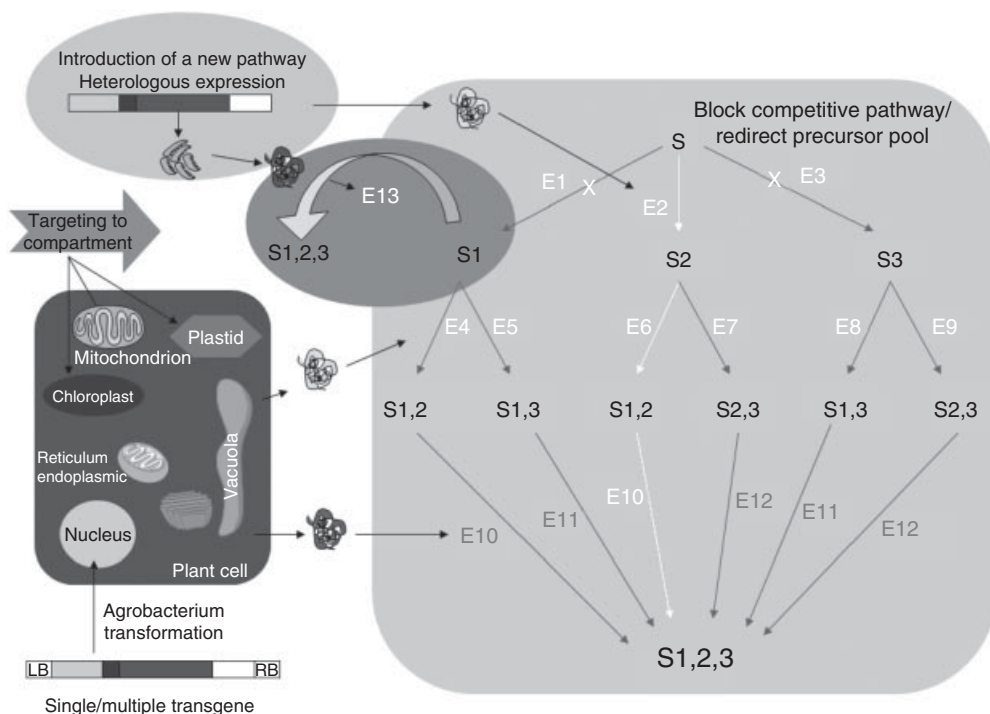 Introduction of a new pathway
Heterologous expression
Block competitive pathway/
redirect precursor pool
S
E1
X
X
E3
E2
E13
Targeting to
compartment
S1,2,3
S1
S2
S3
Mitochondrion
Plastid
E4
E5
E6
E7
E8
E9
Chloroplast
S1,2
S1,3
S1,2
S2,3
S1,3
S2,3
Reticulum
endoplasmic
Vacuola
Nucleus
Plant cell
E10
E11
E10
E12
E11
E12
Agrobacterium
transformation
S1,2,3
LB
RB
Single/multiple transgene